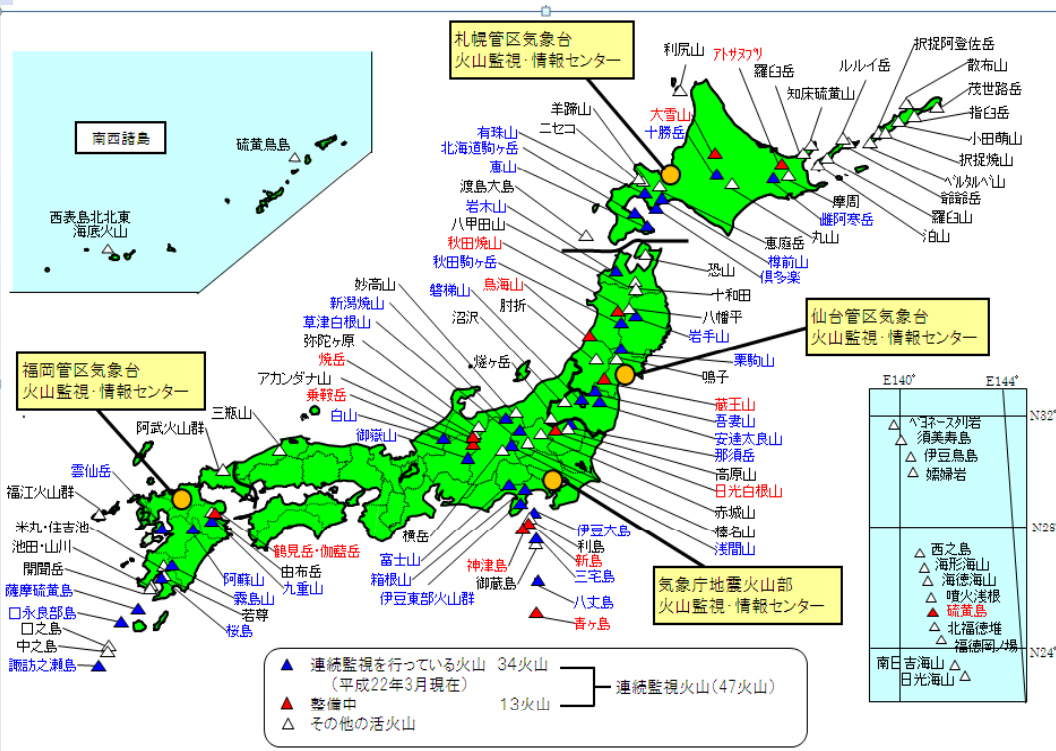 札幌管区気象台
火山監視・情報センター
利尻山
アトサヌプリ
羅臼岳
ルルイ岳
択捉阿登佐岳
散布山
知床硫黄山
茂世路岳
指臼岳
小田萌山
択捉焼山
ベルタルベ山
爺爺岳
羅臼山
泊山
大雪山
十勝岳
羊蹄山
ニセコ
有珠山
北海道駒ヶ岳
恵山
渡島大島
岩木山
八甲田山
秋田焼山
秋田駒ヶ岳
摩周
雌阿寒岳
丸山
恵庭岳
樽前山
倶多楽
南西諸島
硫黄鳥島
西表島北北東
海底火山
恐山
十和田
八幡平
岩手山
栗駒山
鳴子
仙台管区気象台
火山監視・情報センター
鳥海山
肘折
磐梯山
沼沢
燧ヶ岳
妙高山
新潟焼山
草津白根山
弥陀ヶ原
焼岳
アカンダナ山
乗鞍岳
白山
御嶽山
蔵王山
吾妻山
安達太良山
那須岳
高原山
日光白根山
赤城山
榛名山
浅間山
福岡管区気象台
火山監視・情報センター
三瓶山
阿武火山群
雲仙岳
福江火山群
米丸・住吉池
池田・山川
開聞岳
薩摩硫黄島
口永良部島
口之島
中之島
諏訪之瀬島
鶴見岳・伽藍岳
由布岳
九重山
阿蘇山
霧島山
若尊
桜島
横岳
富士山
箱根山
伊豆東部火山群
伊豆大島
利島
新島
神津島
三宅島
御蔵島
八丈島
青ヶ島
気象庁地震火山部
火山監視・情報センター
E140°
E144°
N32°
N28°
N24°
ベヨネース列岩
須美寿島
伊豆鳥島
孀婦岩
西之島
海形海山
海徳海山
噴火浅根
硫黄島
北福徳堆
福徳岡ノ場
南日吉海山
日光海山
▲ 連続監視を行っている火山 34火山
(平成22年3月現在)
▲ 整備中 13火山
△ その他の活火山
連続監視火山(47火山)